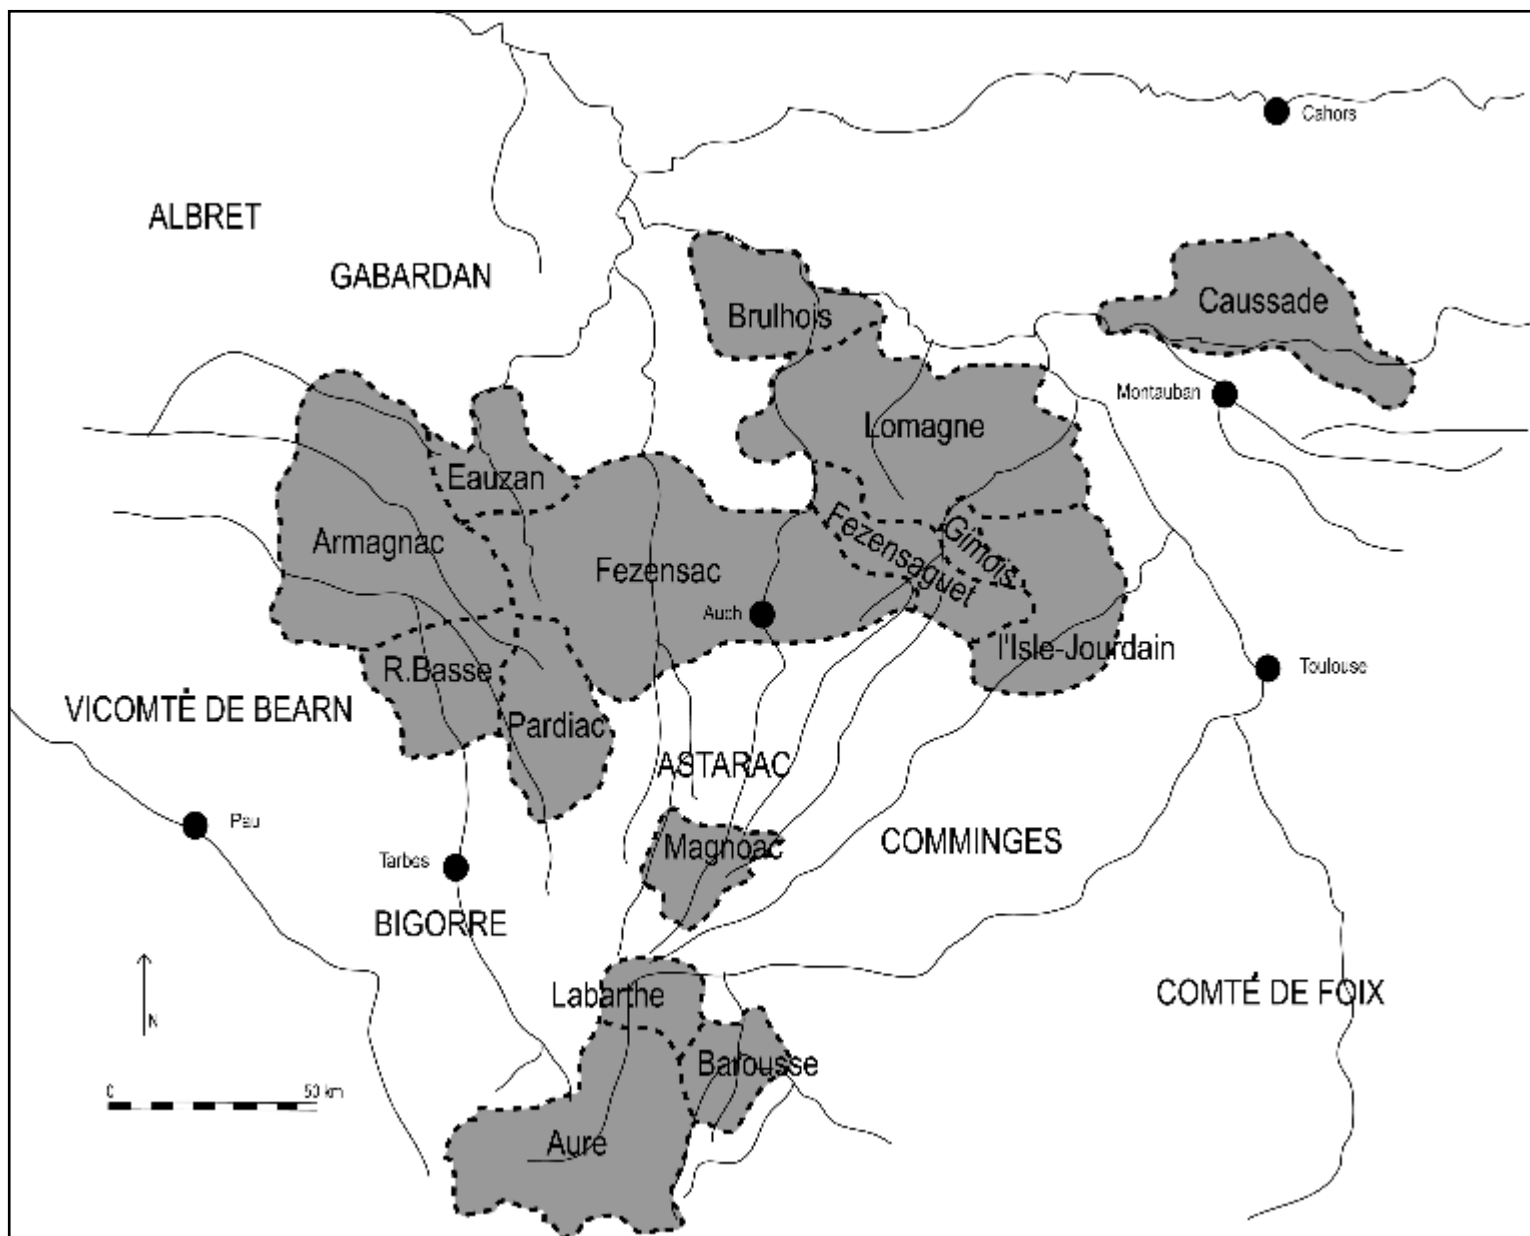 Cahors
ALBRET
GABARDAN
Brulhois
Caussade
Montauban
Lomagne
Eauzan
Armagnac
Fezensac
Fezensaguet
Gimois
Auch
l'Isle-Jourdain
R.Basse
Toulouse
VICOMTÉ DE BEARN
Pardiac
ASTARAC
Pau
Magnoac
COMMINGES
Tarbes
BIGORRE
Labarthe
COMTÉ DE FOIX
N
Barousse
0 50 km
Aure